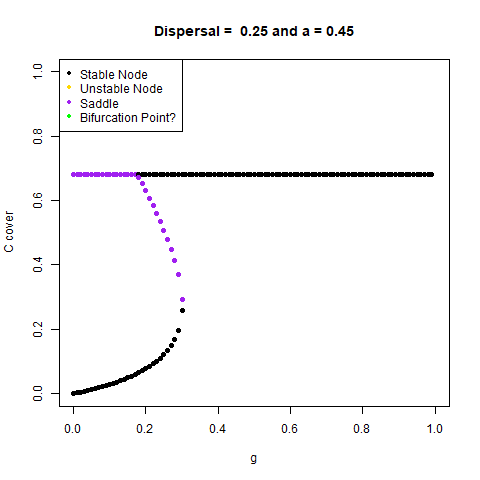 Dispersal =  0.25 and a = 0.45
Stable Node
Unstable Node
Saddle
Bifurcation Point?
1.0
0.8
0.6
0.4
0.2
0.0
C cover
0.0 0.2 0.4 0.6 0.8 1.0
g